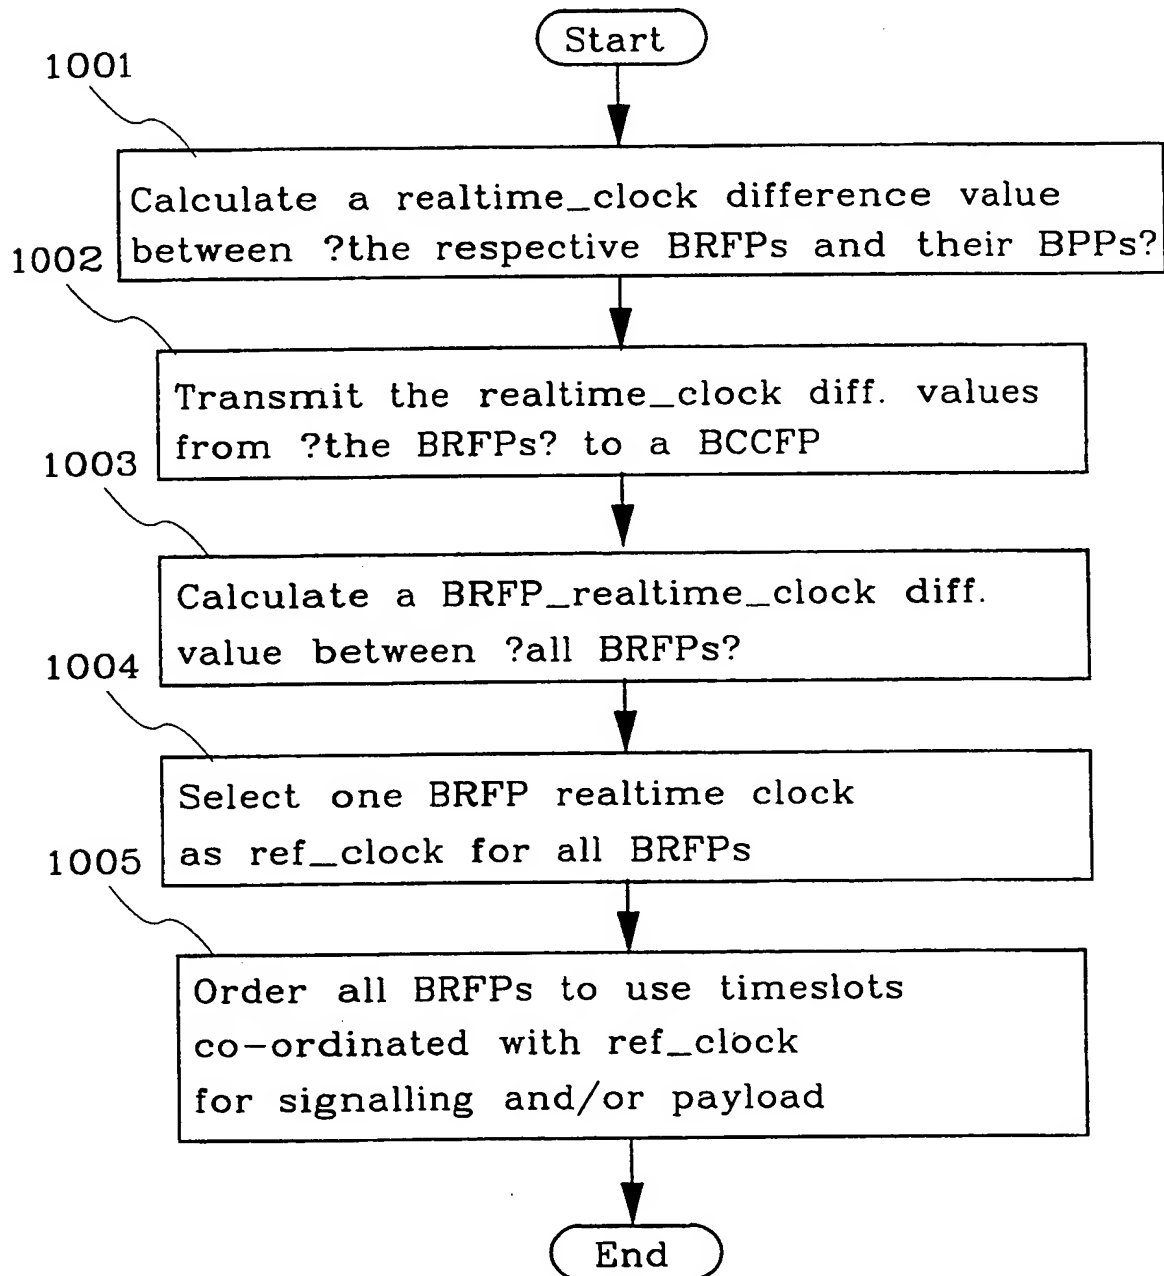 Start
1001
Calculate a realtime_clock difference value
between ?the respective BRFPs and their BPPs?
1002
Transmit the realtime_clock diff. values
from ?the BRFPs? to a BCCFP
1003
Calculate a BRFP_realtime_clock diff.
value between ?all BRFPs?
1004
Select one BRFP realtime clock
as ref_clock for all BRFPs
1005
Order all BRFPs to use timeslots
co-ordinated with ref_clock
for signalling and/or payload
End